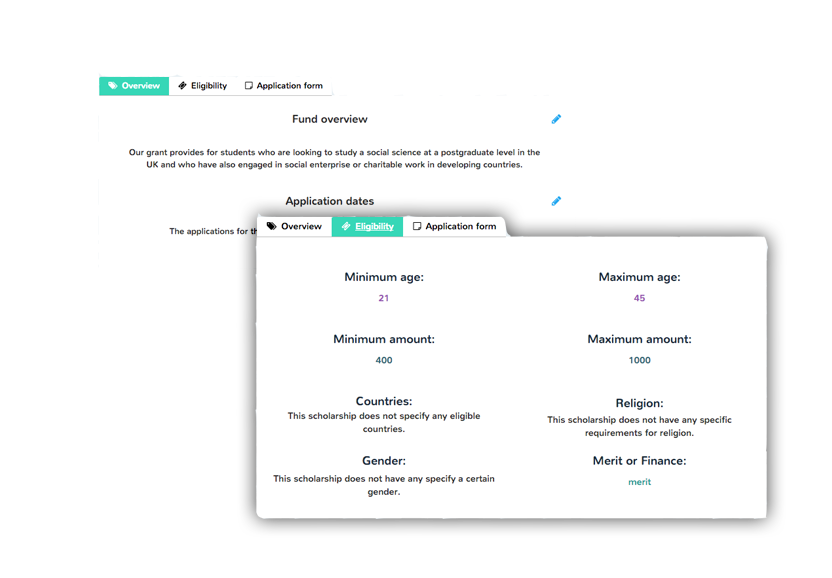 Overview Eligibility Application form
Fund overview
Our grant provides for students who are looking to study a social science at a postgraduate level in the
UK and who have also engaged in social enterprise or charitable work in developing countries.
Application dates
The applications for
Overview Eligibility Application form
Minimum age: Maximum age:
21 45
Minimum amount: Maximum amount:
400 1000
Countries:
This scholarship does not specify any eligible
countries.
Religion:
This scholarship does not have any specific
requirements for religion.
Gender:
This scholarship does not have any specify a certain
gender.
Merit or Finance:
merit